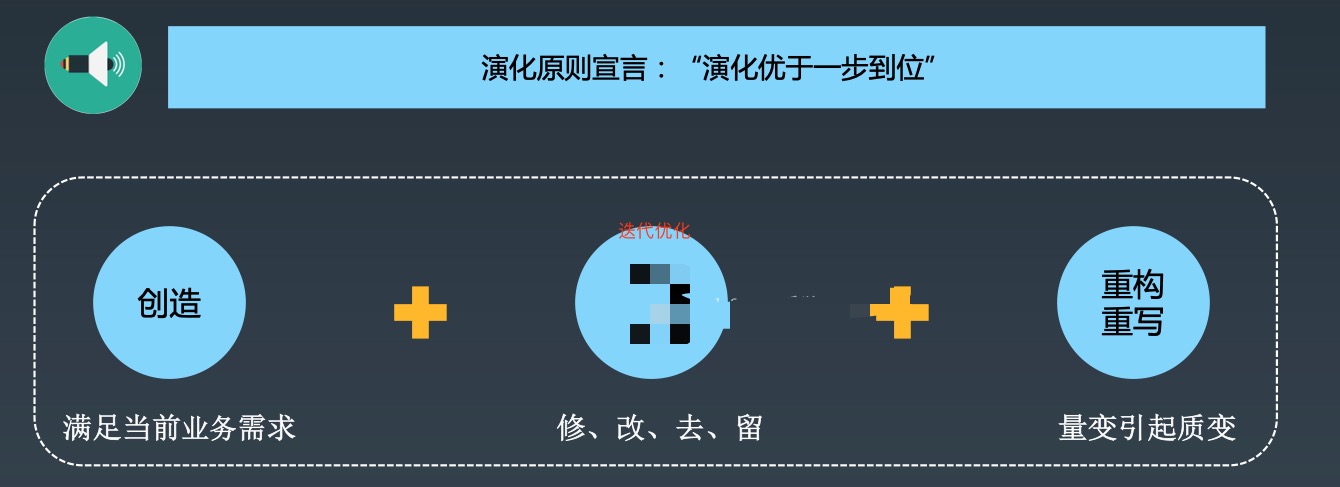 演化原则宣言：“演化优于一步到位”
迭代优化
创造
重构
重写
满足当前业务需求
修、改、去、留
量变引起质变